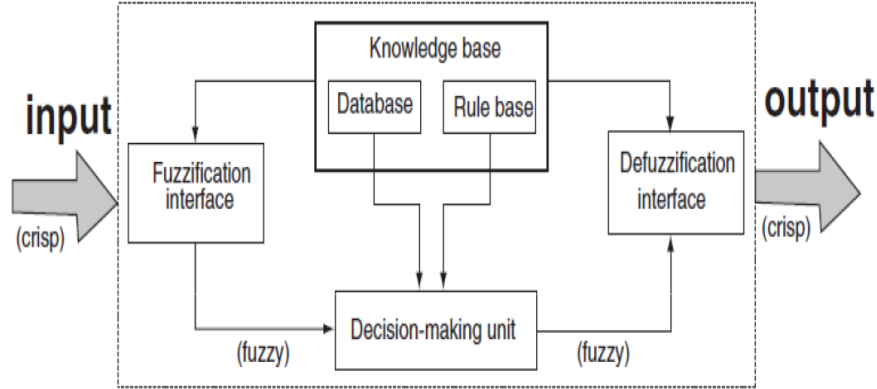 Knowledge base
Database
Rule base
input
output
Fuzzification
interface
Defuzzification
interface
(crisp)
(crisp)
Decision-making unit
(fuzzy)
(fuzzy)